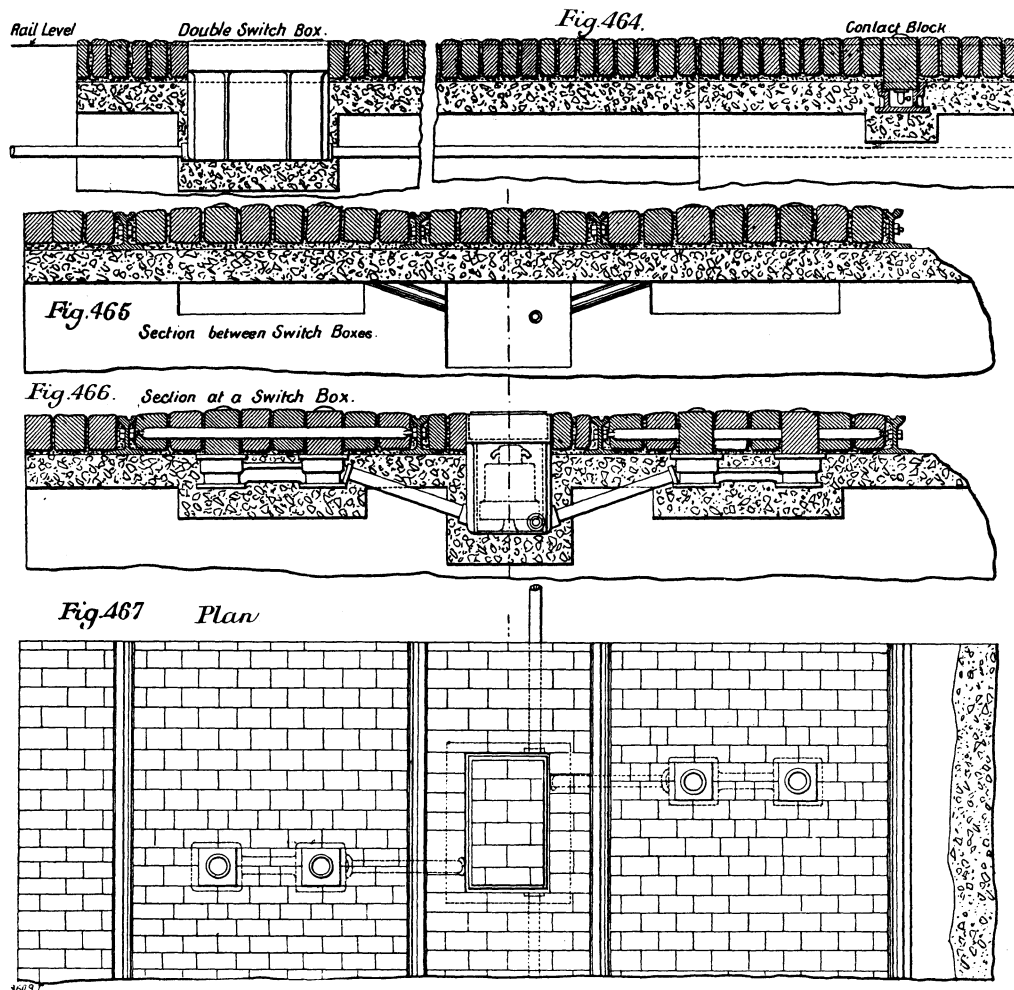 Fig. 464.
Rail Level
Double Switch Box.
Contact Block
Fig. 465
Section between Switch Boxes.
Fig. 466.
Section at a Switch Box.
Fig. 467 Plan